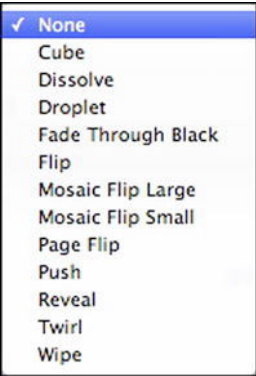 ✓ None
Cube
Dissolve
Droplet
Fade Through Black
Flip
Mosaic Flip Large
Mosaic Flip Small
Page Flip
Push
Reveal
Twirl
Wipe